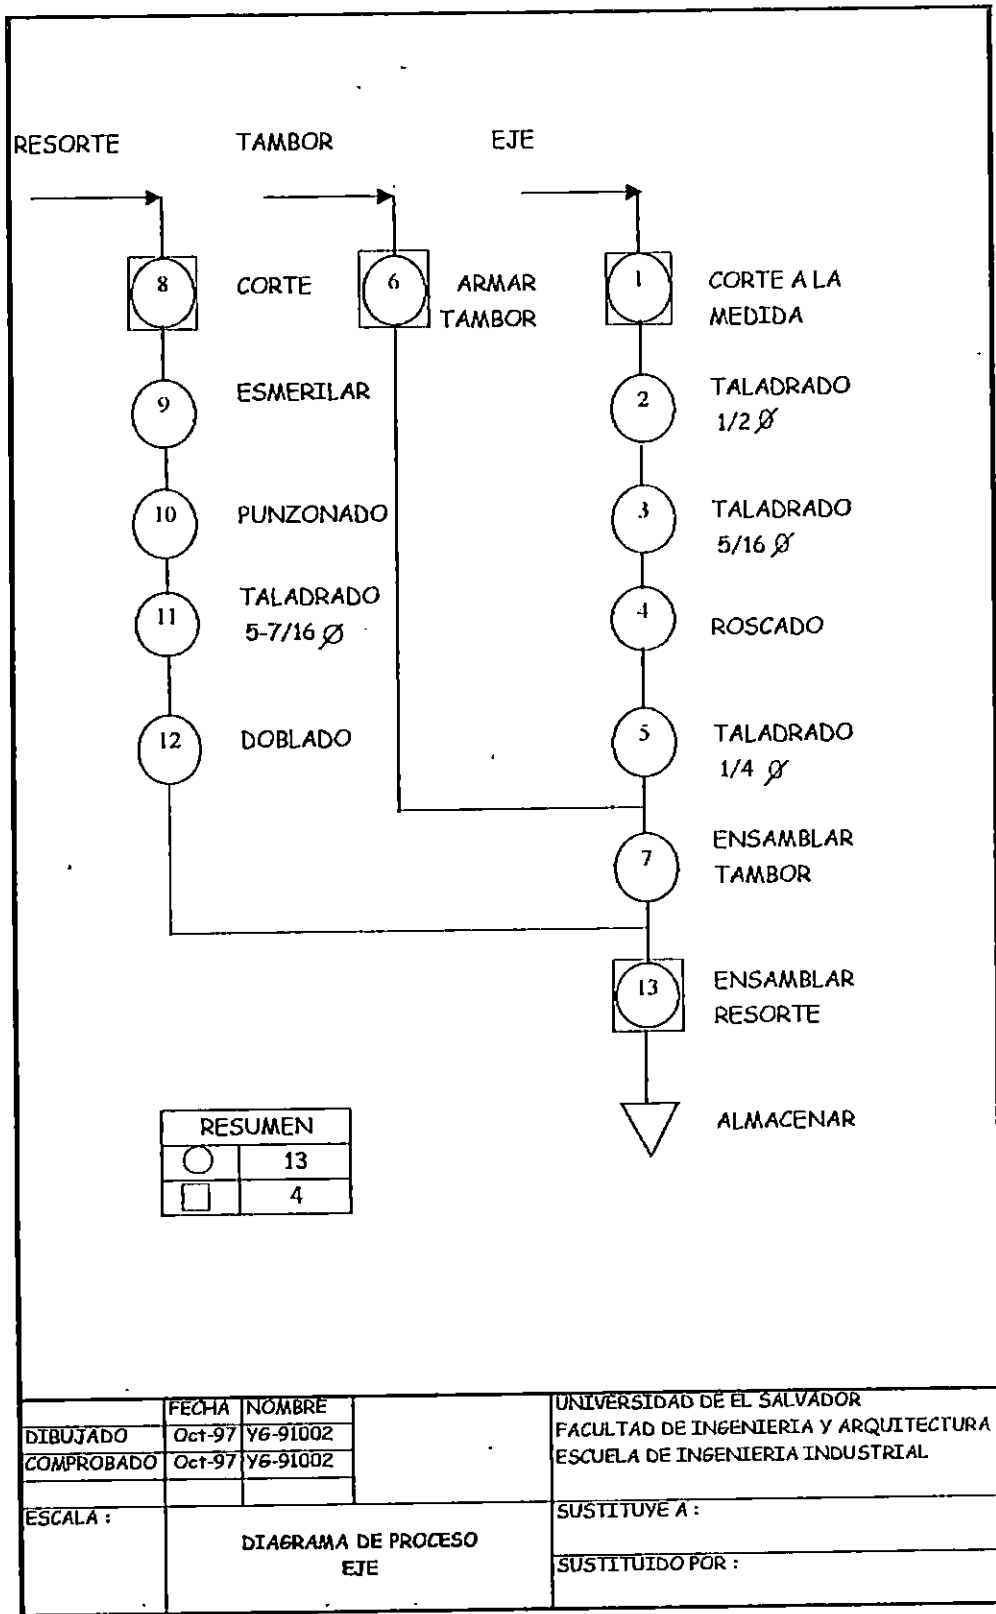 RESORTE
TAMBOR
EJE
8
CORTE
6
ARMAR
TAMBOR
1
CORTE A LA
MEDIDA
9
ESMERILAR
2
TALADRADO
1/2 Ø
10
PUNZONADO
3
TALADRADO
5/16 Ø
11
TALADRADO
5-7/16 Ø
4
ROSCADO
12
DOBLADO
5
TALADRADO
1/4 Ø
7
ENSAMBLAR
TAMBOR
13
ENSAMBLAR
RESORTE
ALMACENAR
RESUMEN
13
4
FECHA NOMBRE
DIBUJADO Oct-97 YG-91002
COMPROBADO Oct-97 YG-91002
UNIVERSIDAD DE EL SALVADOR
FACULTAD DE INGENIERIA Y ARQUITECTURA
ESCUELA DE INGENIERIA INDUSTRIAL
ESCALA :
DIAGRAMA DE PROCESO
EJE
SUSTITUYE A :
SUSTITUIDO POR :